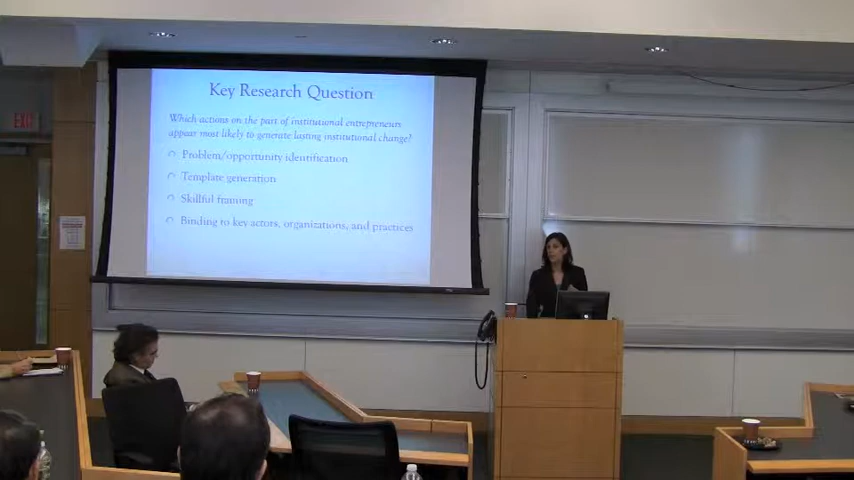 EXIT
Key Research Question
Which actions on the part of institutional entrepreneurs
appear most likely to generate lasting institutional change?
Problem/opportunity identification
Template generation
Skillful framing
Binding to key actors, organizations, and practices